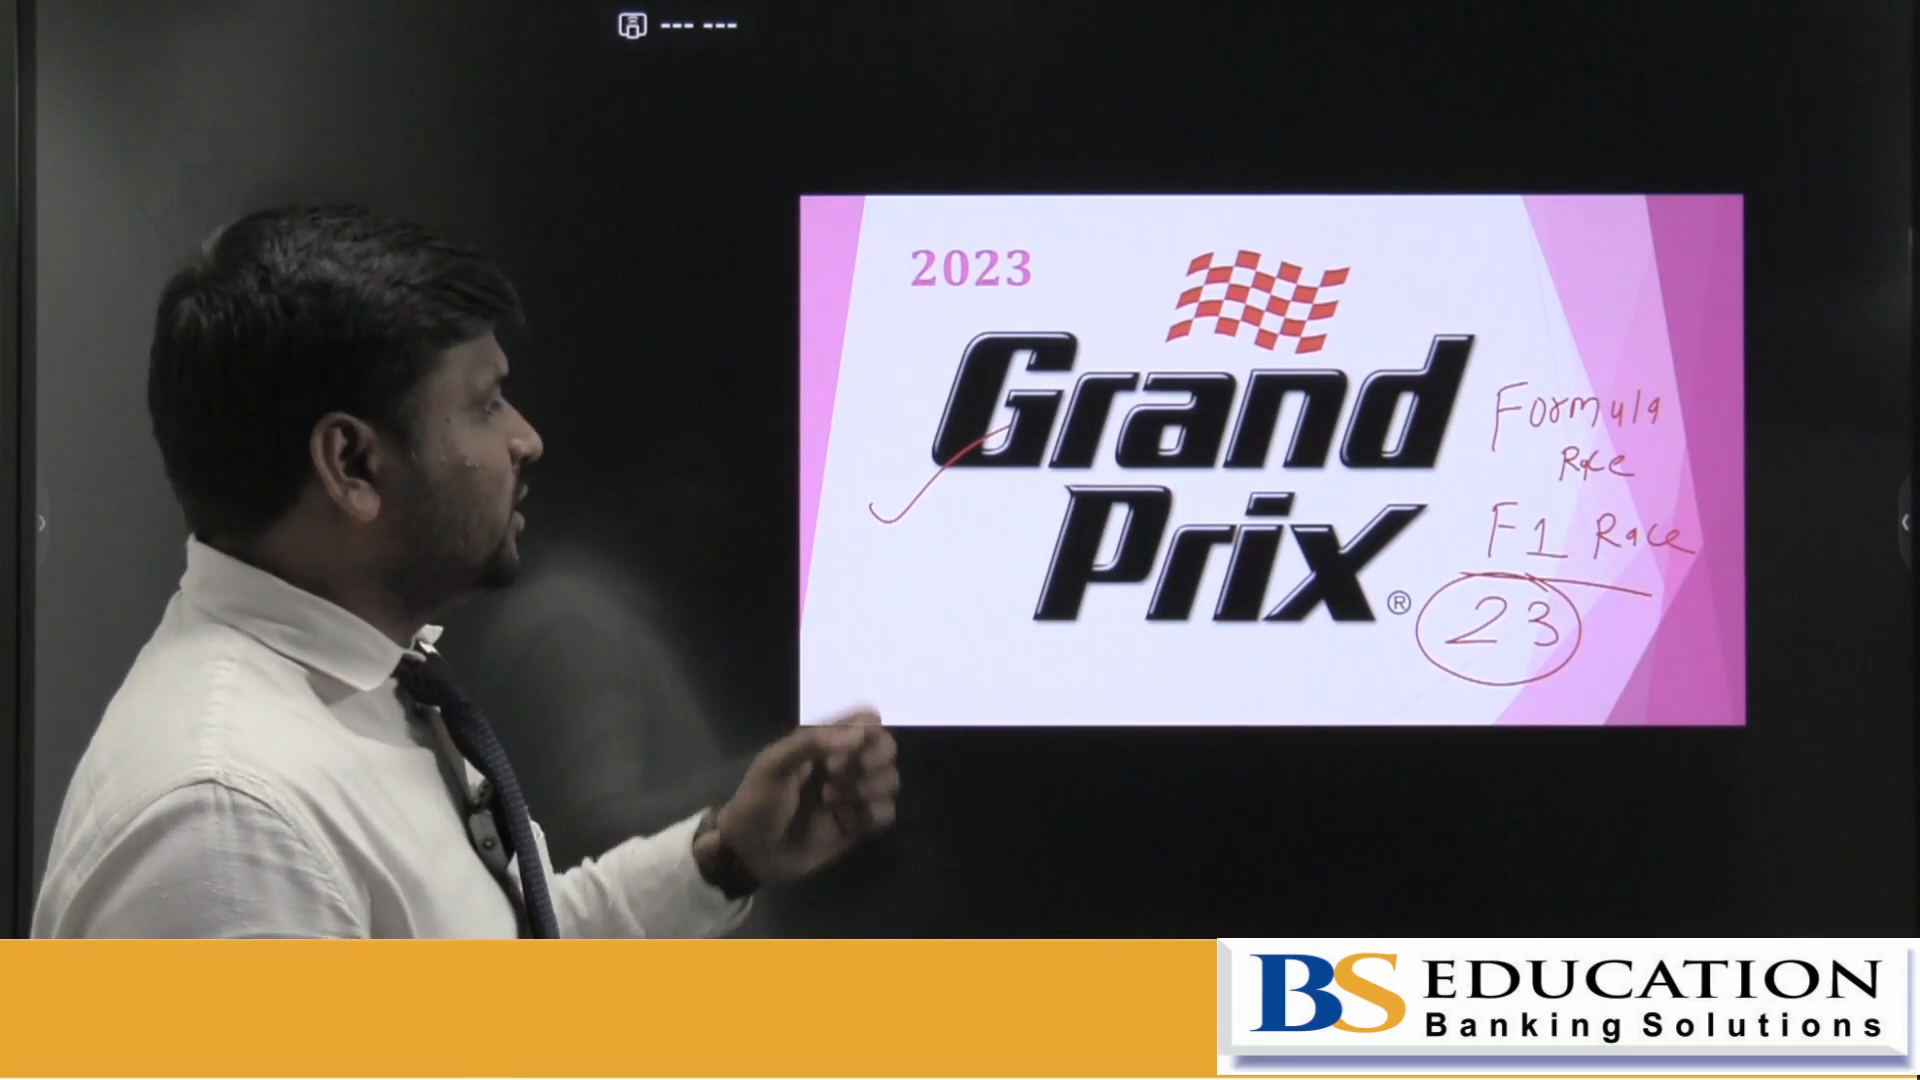 --- ---
2023
Grand
Prix
®
Formula
Race
F1 Race
23
BS EDUCATION
Banking Solutions